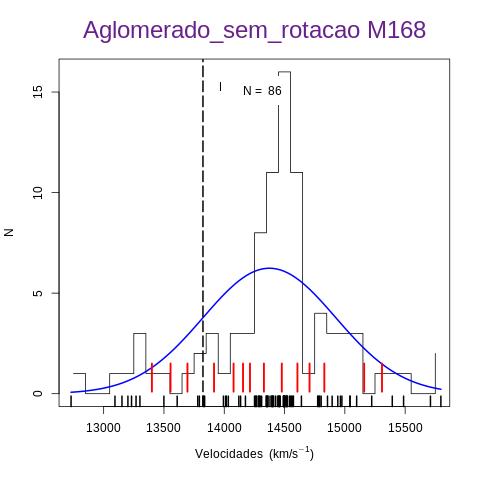 Aglomerado_sem_rotacao M168
N = 86
N
15
10
5
0
13000 13500 14000 14500 15000 15500
Velocidades (km/s⁻¹)